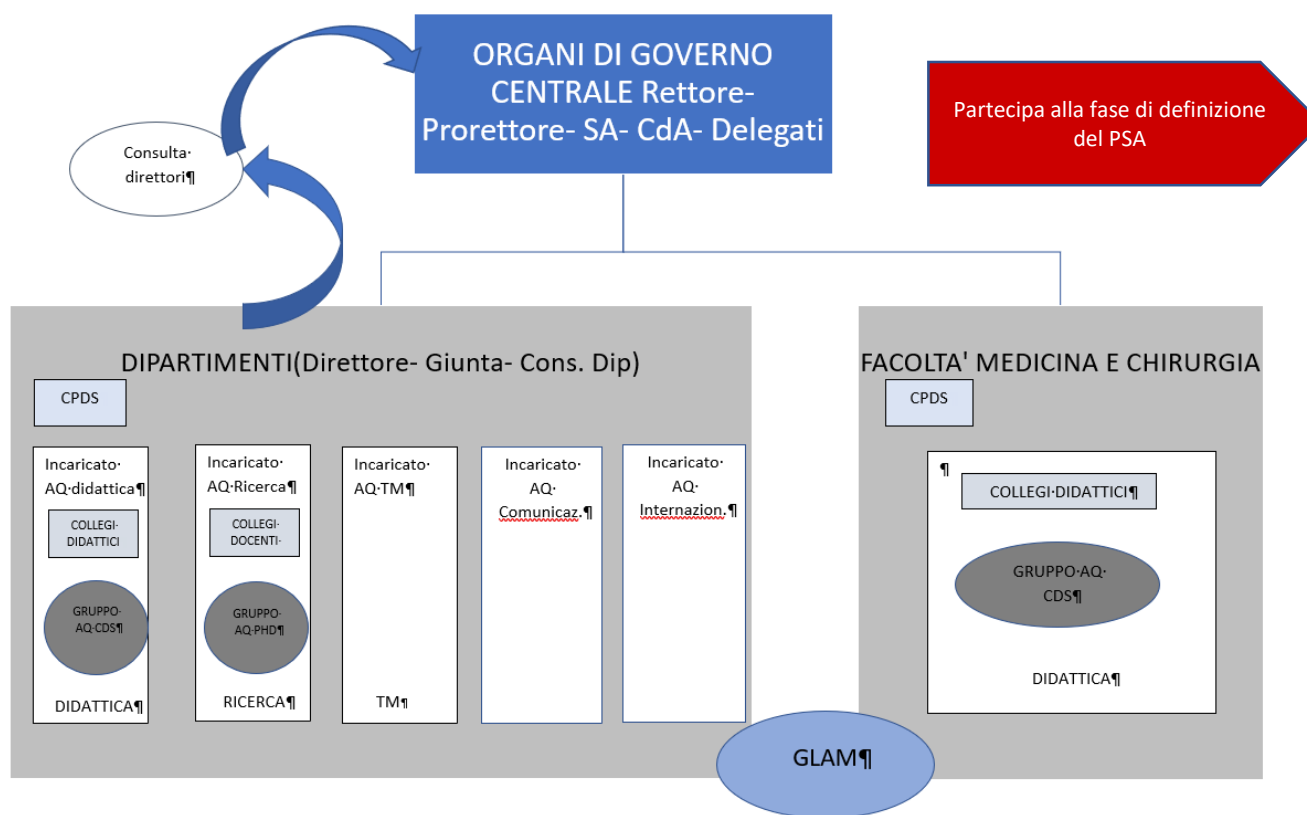 ORGANI DI GOVERNO
CENTRALE Rettore-
Prorettore- SA- CdA- Delegati
Partecipa alla fase di definizione
del PSA
Consulta·
direttori¶
DIPARTIMENTI(Direttore- Giunta- Cons. Dip)
CPDS
Incaricato·
AQ·didattica¶
COLLEGI·
DIDATTICI
GRUPPO·
AQ·CDS¶
DIDATTICA¶
Incaricato·
AQ·Ricerca¶
COLLEGI·
DOCENTI·
GRUPPO·
AQ·PHD¶
RICERCA¶
Incaricato·
AQ·TM¶
TM¶
Incaricato·
AQ·
Comunicaz.¶
Incaricato·
AQ·
Internazion.¶
FACOLTA' MEDICINA E CHIRURGIA
CPDS
¶
COLLEGI·DIDATTICI¶
GRUPPO·AQ·
CDS¶
DIDATTICA¶
GLAM¶